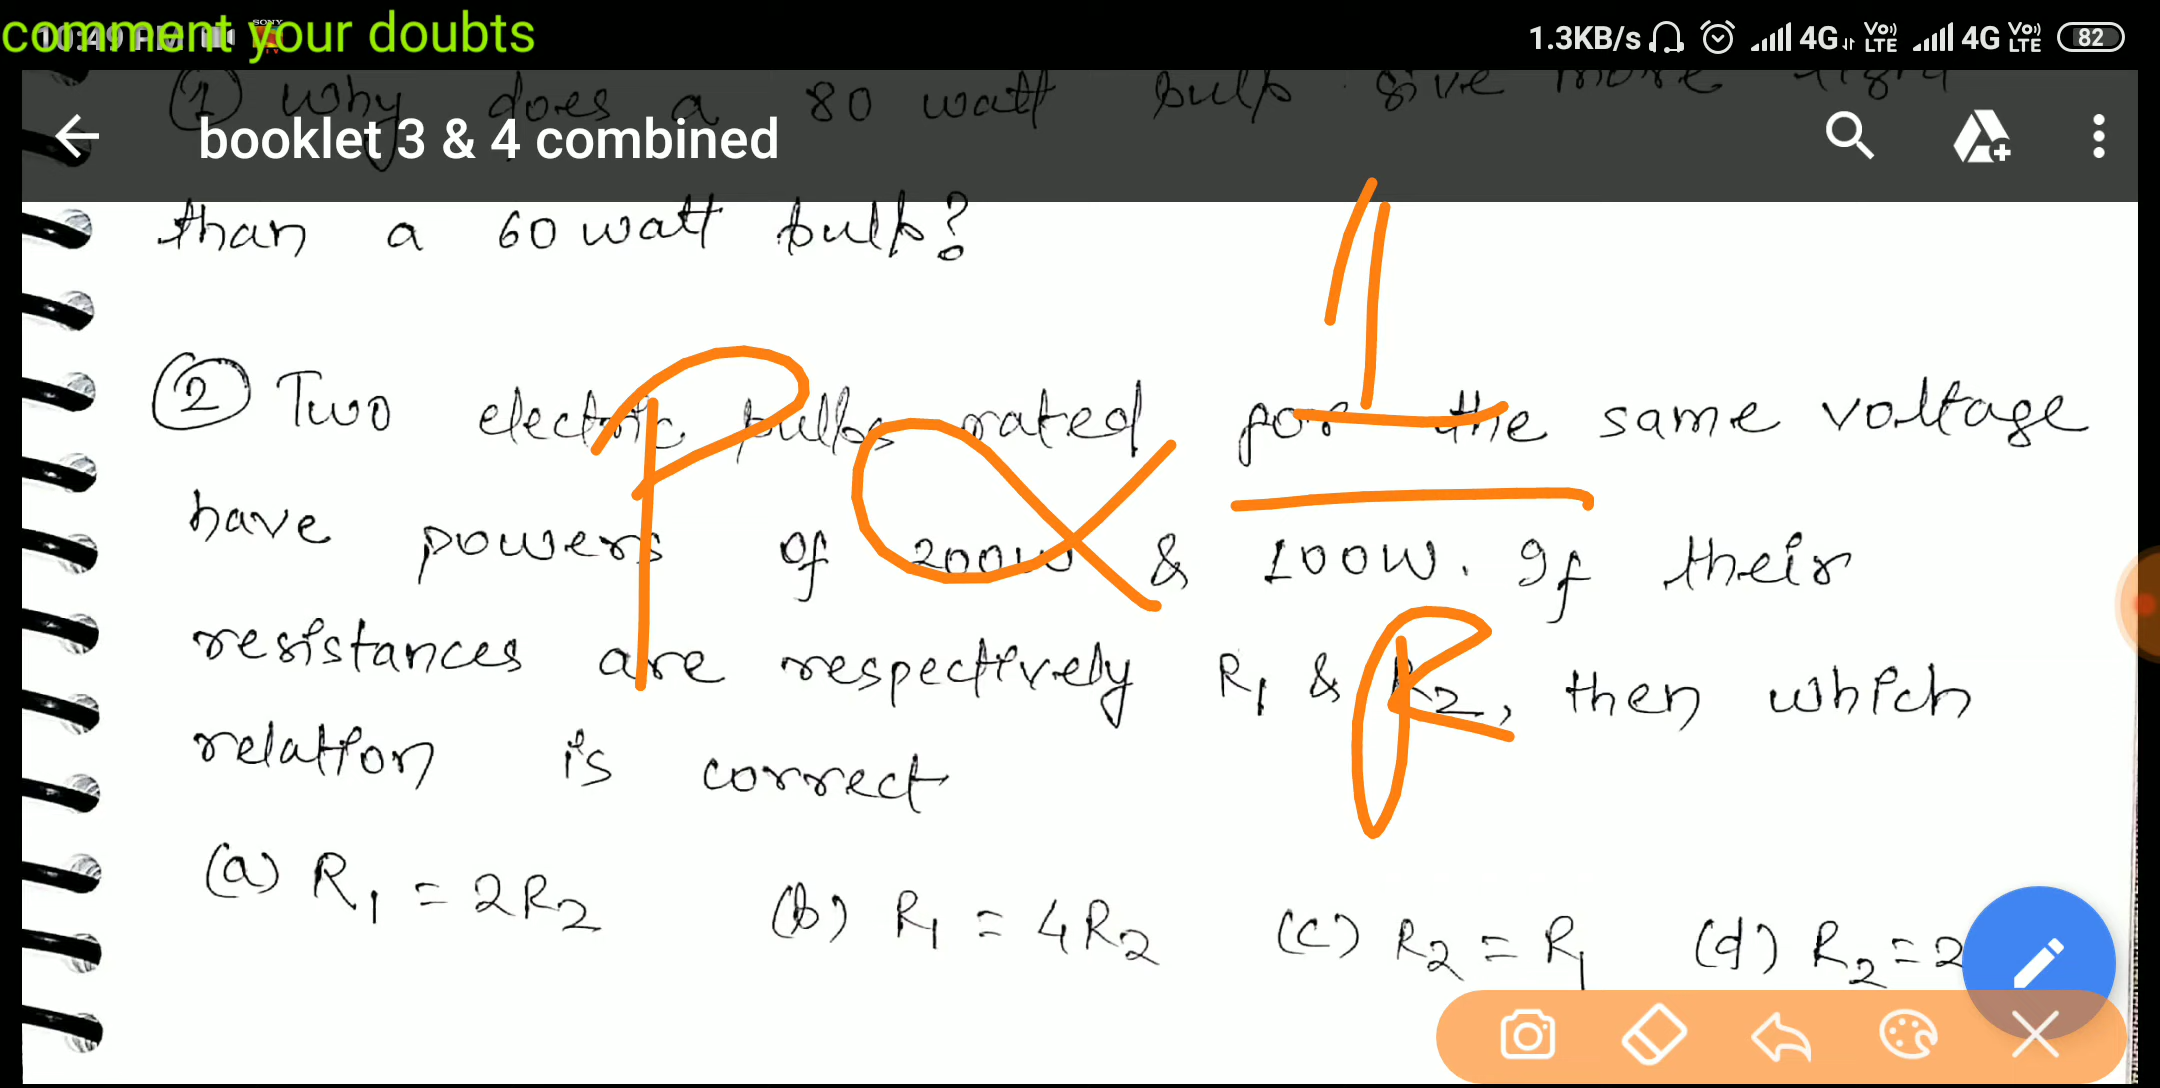 comment your doubts
1.3KB/s 4G VoLTE 4G VoLTE 82
① why does a 80 watt bulb give more light
booklet 3 & 4 combined
than a 60 watt bulb?
② Two electric bulbs rated for the same voltage
have powers of 200W & 100W. If their
resistances are respectively R1 & R2, then which
relation is correct
(a) R1 = 2R2 (b) R1 = 4R2 (c) R2 = R1 (d) R2 = 2
P ∝ 1
R